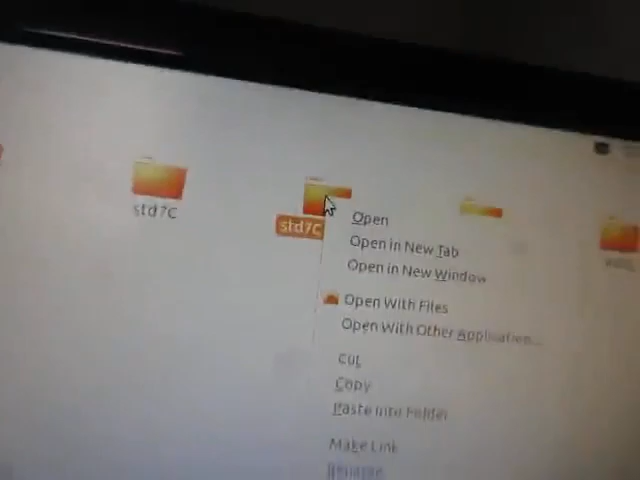 std7C
std7C
Open
Open in New Tab
Open in New Window
Open With Files
Open With Other Application...
Cut
Copy
Paste Into Folder
Make Link
Rename...